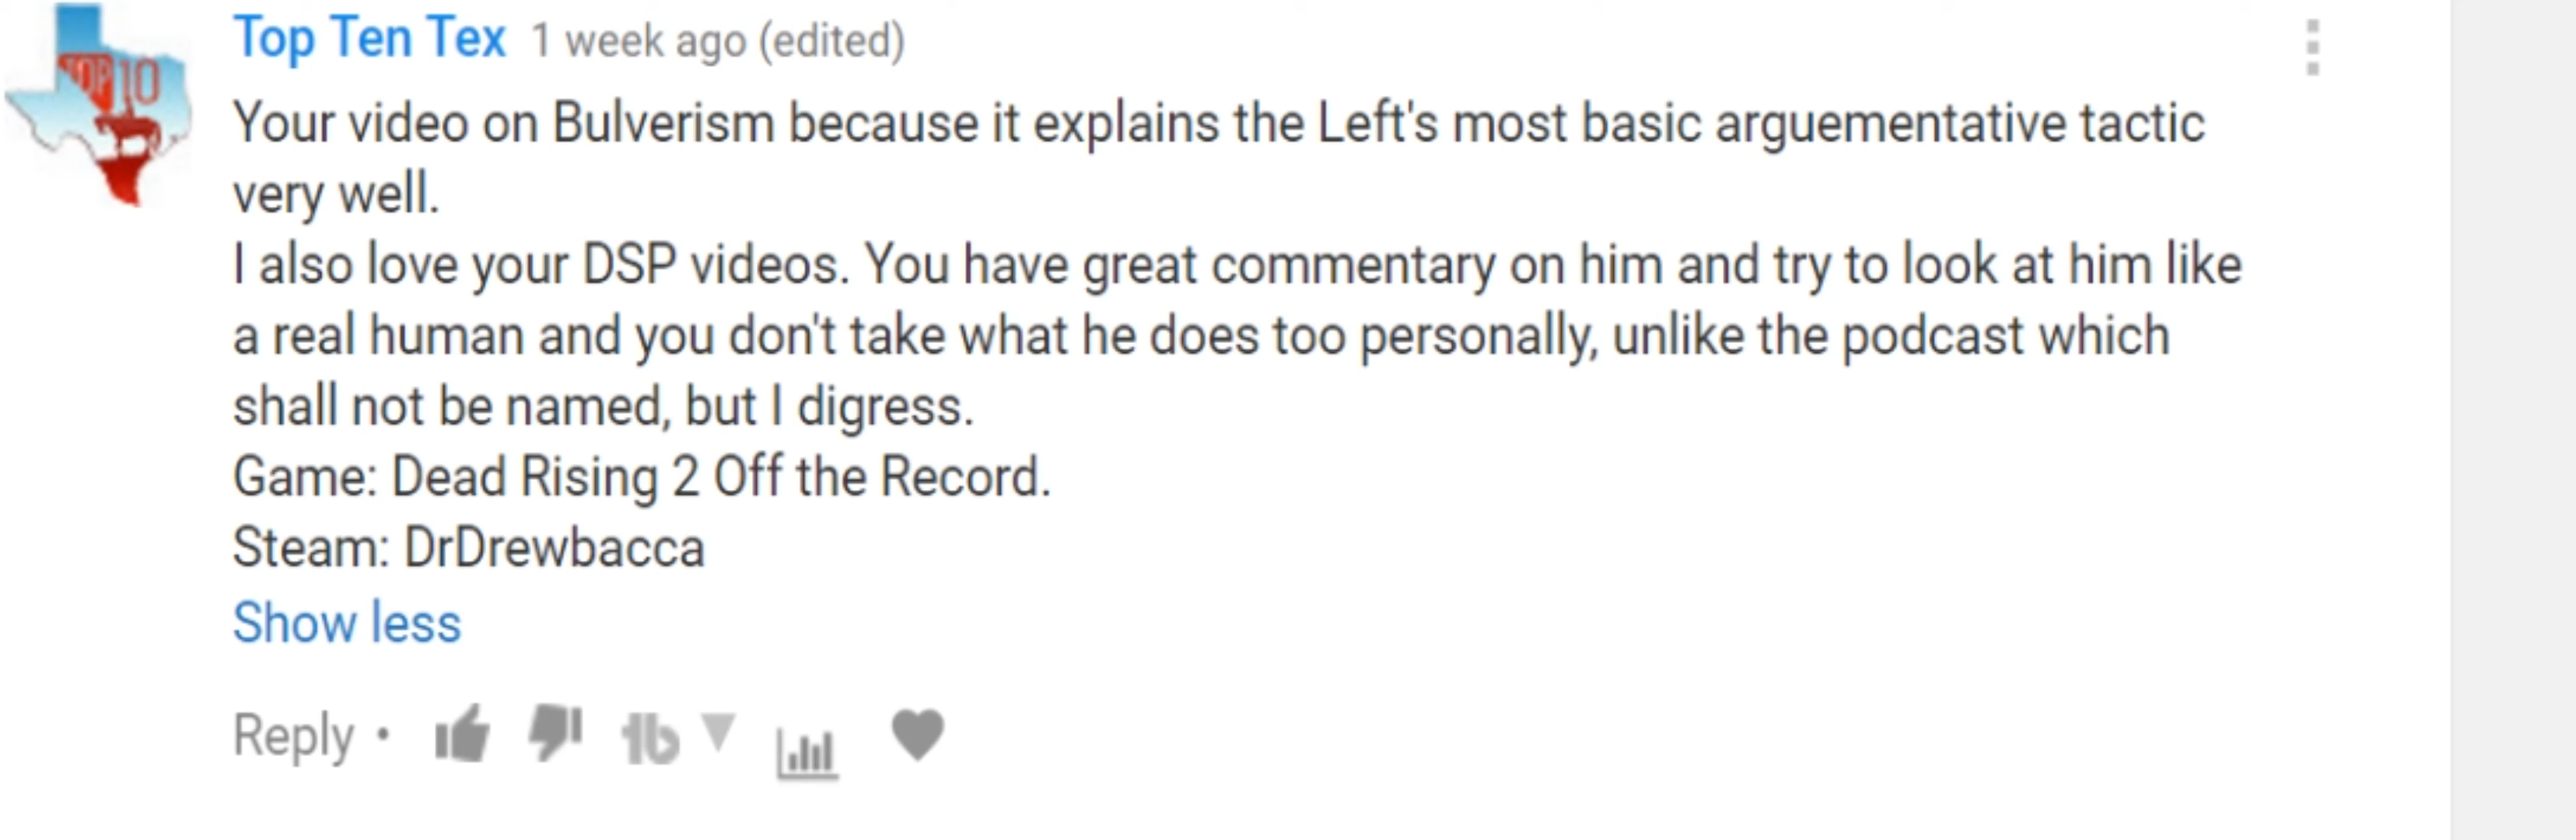 TOP 10
Top Ten Tex 1 week ago (edited)
Your video on Bulverism because it explains the Left's most basic arguementative tactic
very well.
I also love your DSP videos. You have great commentary on him and try to look at him like
a real human and you don't take what he does too personally, unlike the podcast which
shall not be named, but I digress.
Game: Dead Rising 2 Off the Record.
Steam: DrDrewbacca
Show less
Reply •
tb